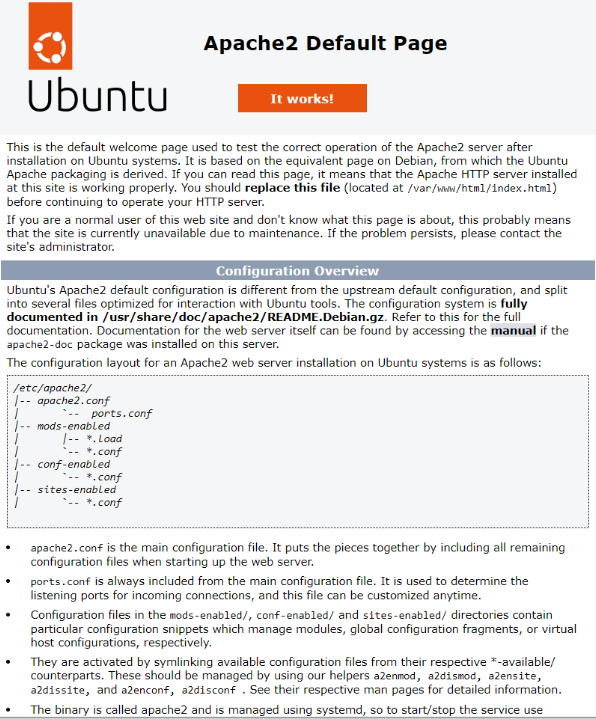 Apache2 Default Page
Ubuntu
It works!
This is the default welcome page used to test the correct operation of the Apache2 server after
installation on Ubuntu systems. It is based on the equivalent page on Debian, from which the Ubuntu
Apache packaging is derived. If you can read this page, it means that the Apache HTTP server installed
at this site is working properly. You should replace this file (located at /var/www/html/index.html)
before continuing to operate your HTTP server.
If you are a normal user of this web site and don't know what this page is about, this probably means
that the site is currently unavailable due to maintenance. If the problem persists, please contact the
site's administrator.
Configuration Overview
Ubuntu's Apache2 default configuration is different from the upstream default configuration, and split
into several files optimized for interaction with Ubuntu tools. The configuration system is fully
documented in /usr/share/doc/apache2/README.Debian.gz. Refer to this for the full
documentation. Documentation for the web server itself can be found by accessing the manual if the
apache2-doc package was installed on this server.
The configuration layout for an Apache2 web server installation on Ubuntu systems is as follows:
/etc/apache2/
|-- apache2.conf
|       `--  ports.conf
|-- mods-enabled
|       |-- *.load
|       `-- *.conf
|-- conf-enabled
|       `-- *.conf
|-- sites-enabled
|       `-- *.conf
• apache2.conf is the main configuration file. It puts the pieces together by including all remaining
configuration files when starting up the web server.
• ports.conf is always included from the main configuration file. It is used to determine the
listening ports for incoming connections, and this file can be customized anytime.
• Configuration files in the mods-enabled/, conf-enabled/ and sites-enabled/ directories contain
particular configuration snippets which manage modules, global configuration fragments, or virtual
host configurations, respectively.
• They are activated by symlinking available configuration files from their respective *-available/
counterparts. These should be managed by using our helpers a2enmod, a2dismod, a2ensite,
a2dissite, and a2enconf, a2disconf . See their respective man pages for detailed information.
• The binary is called apache2 and is managed using systemd, so to start/stop the service use